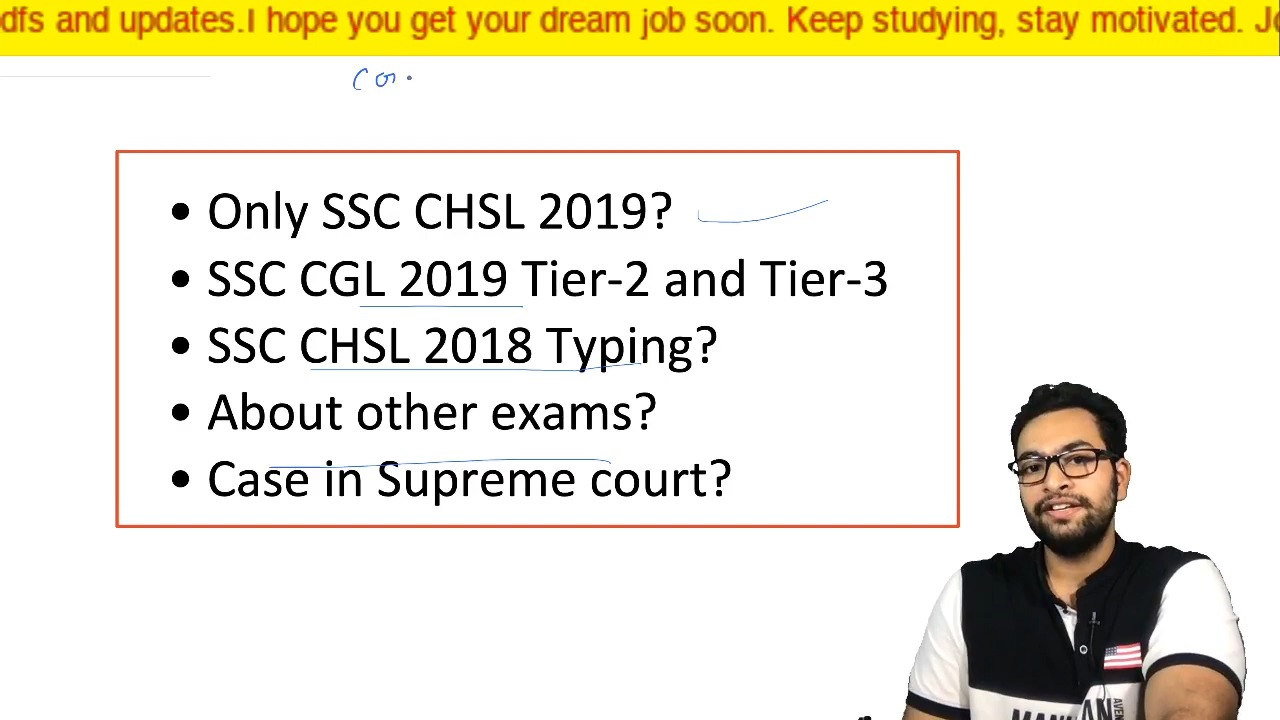 dfs and updates.I hope you get your dream job soon. Keep studying, stay motivated. Jo
Co
• Only SSC CHSL 2019?
• SSC CGL 2019 Tier-2 and Tier-3
• SSC CHSL 2018 Typing?
• About other exams?
• Case in Supreme court?